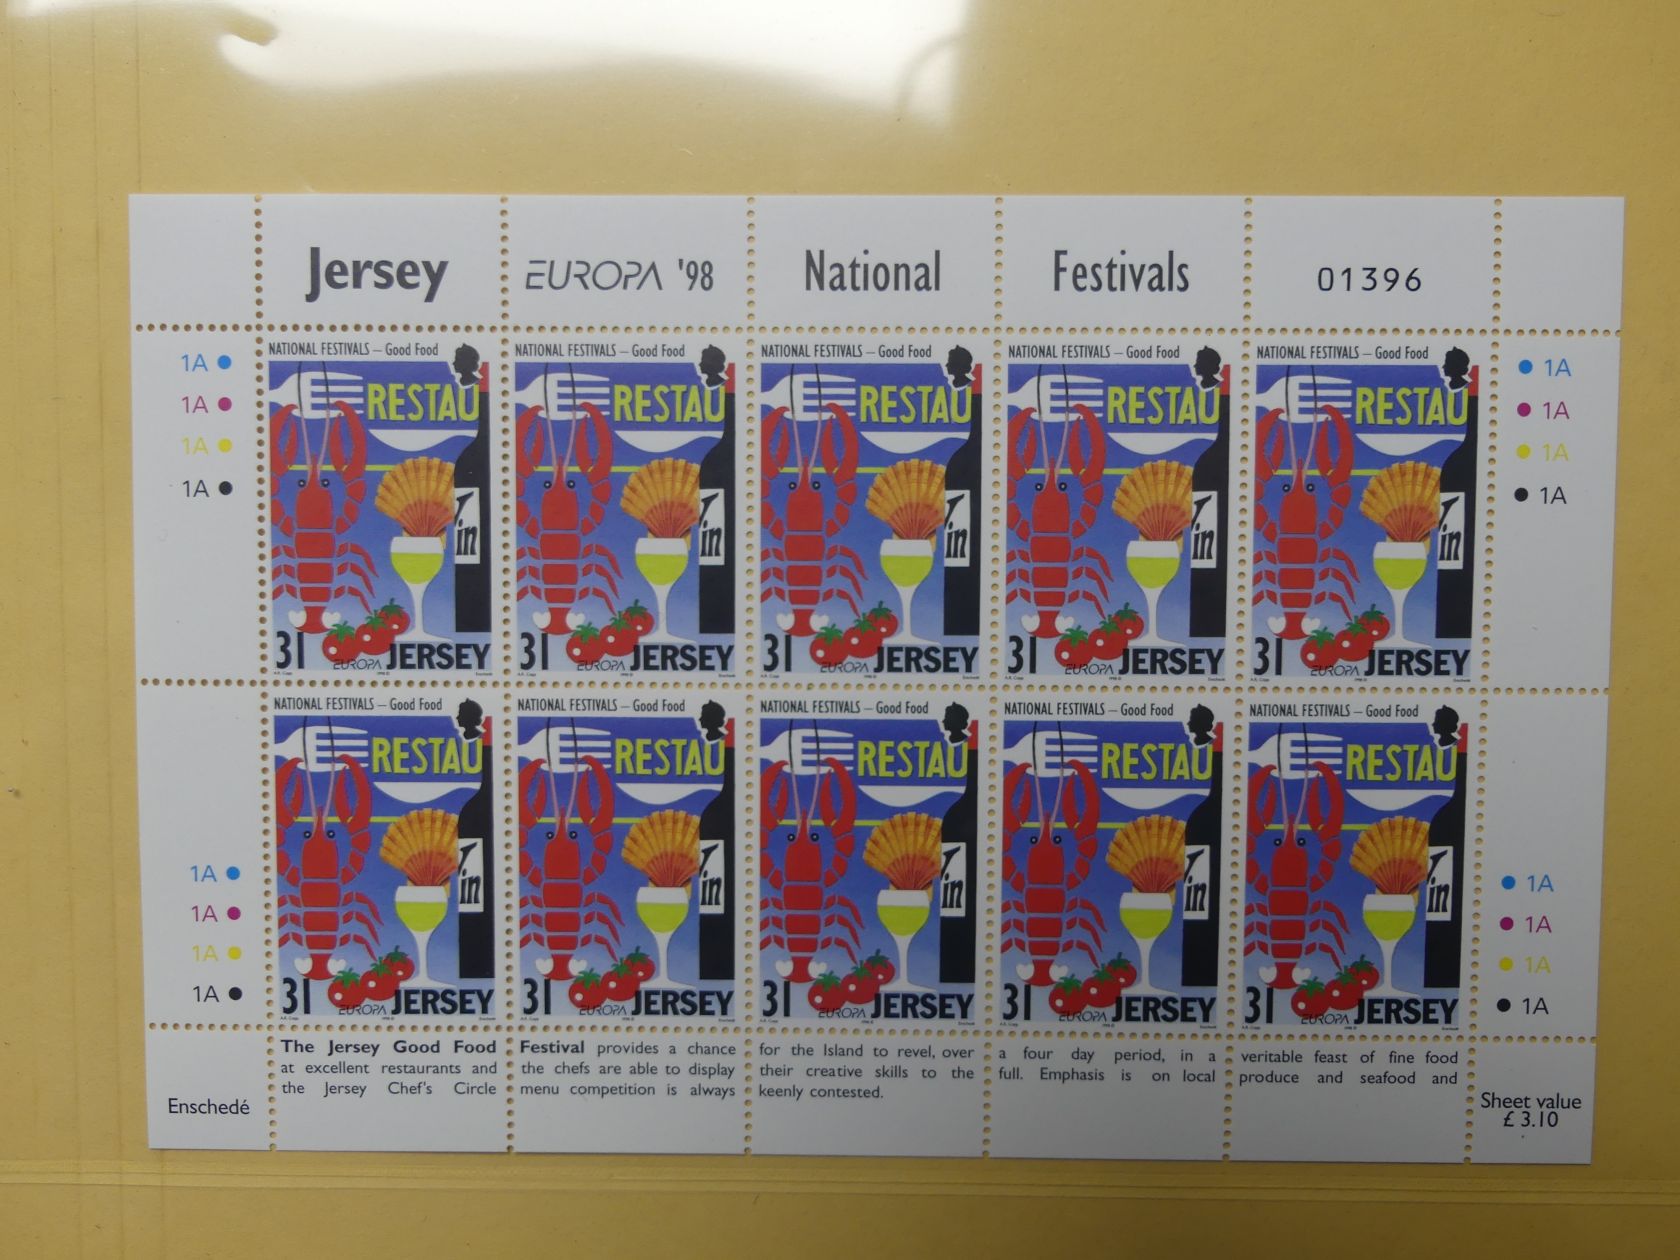 Jersey EUROPA '98 National Festivals 01396
1A
1A
1A
1A
NATIONAL FESTIVALS – Good Food
RESTAU
Vin
31 EUROPA JERSEY
NATIONAL FESTIVALS – Good Food
RESTAU
Vin
31 EUROPA JERSEY
NATIONAL FESTIVALS – Good Food
RESTAU
Vin
31 EUROPA JERSEY
NATIONAL FESTIVALS – Good Food
RESTAU
Vin
31 EUROPA JERSEY
NATIONAL FESTIVALS – Good Food
RESTAU
Vin
31 EUROPA JERSEY
1A
1A
1A
1A
1A
1A
1A
1A
NATIONAL FESTIVALS – Good Food
RESTAU
Vin
31 EUROPA JERSEY
NATIONAL FESTIVALS – Good Food
RESTAU
Vin
31 EUROPA JERSEY
NATIONAL FESTIVALS – Good Food
RESTAU
Vin
31 EUROPA JERSEY
NATIONAL FESTIVALS – Good Food
RESTAU
Vin
31 EUROPA JERSEY
NATIONAL FESTIVALS – Good Food
RESTAU
Vin
31 EUROPA JERSEY
1A
1A
1A
1A
The Jersey Good Food Festival provides a chance for the Island to revel, over a four day period, in a veritable feast of fine food
at excellent restaurants and the chefs are able to display their creative skills to the full. Emphasis is on local produce and seafood and
the Jersey Chef's Circle menu competition is always keenly contested.
Enschedé
Sheet value
£ 3.10